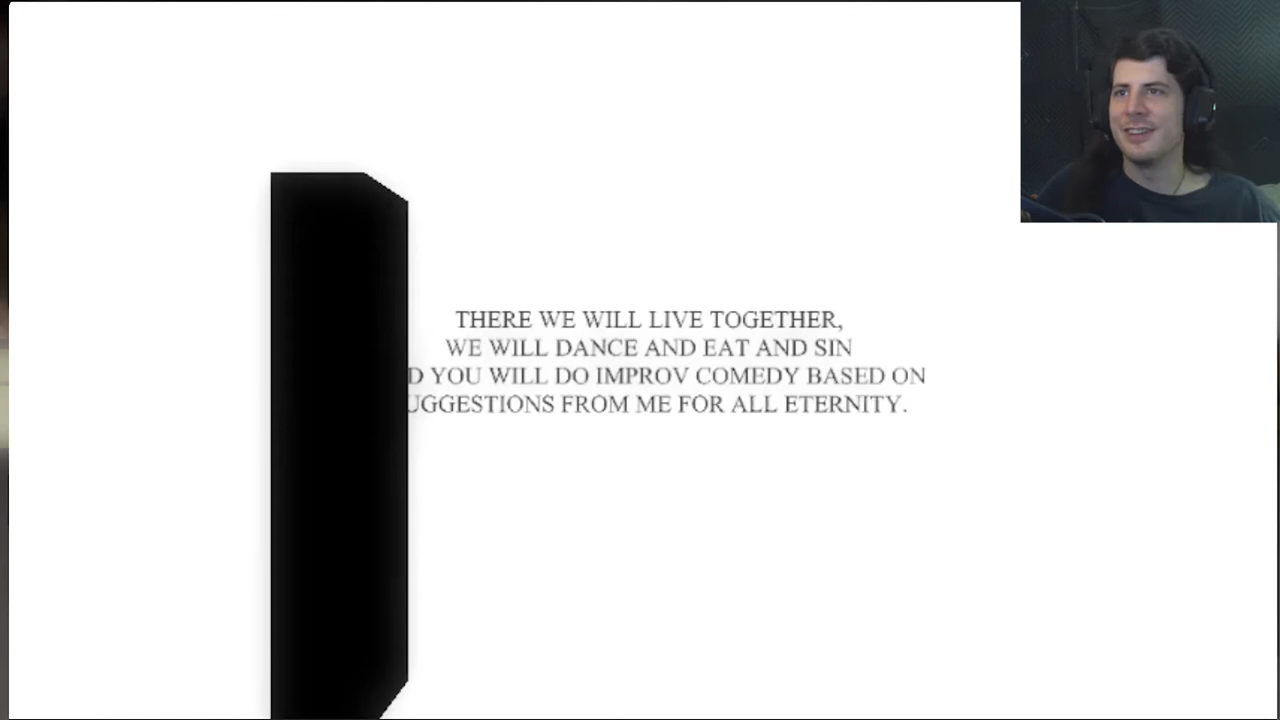 THERE WE WILL LIVE TOGETHER,
WE WILL DANCE AND EAT AND SIN
YOU WILL DO IMPROV COMEDY BASED ON
FROM ME FOR ALL ETERNITY.